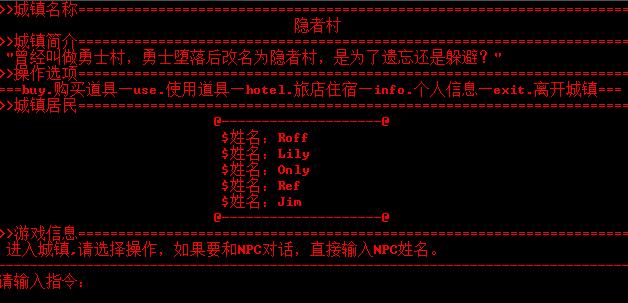 >>城镇名称==================================================
隐者村
>>城镇简介==================================================
"曾经叫做勇士村，勇士堕落后改名为隐者村，是为了遗忘还是躲避？"
>>操作选项==================================================
===buy.购买道具—use.使用道具—hotel.旅店住宿—info.个人信息—exit.离开城镇===
>>城镇居民==================================================
@--------------------@
$姓名：Roff
$姓名：Lily
$姓名：Only
$姓名：Ref
$姓名：Jim
@--------------------@
>>游戏信息==================================================
进入城镇,请选择操作，如果要和NPC对话，直接输入NPC姓名。
------------------------------------------------------------
请输入指令：